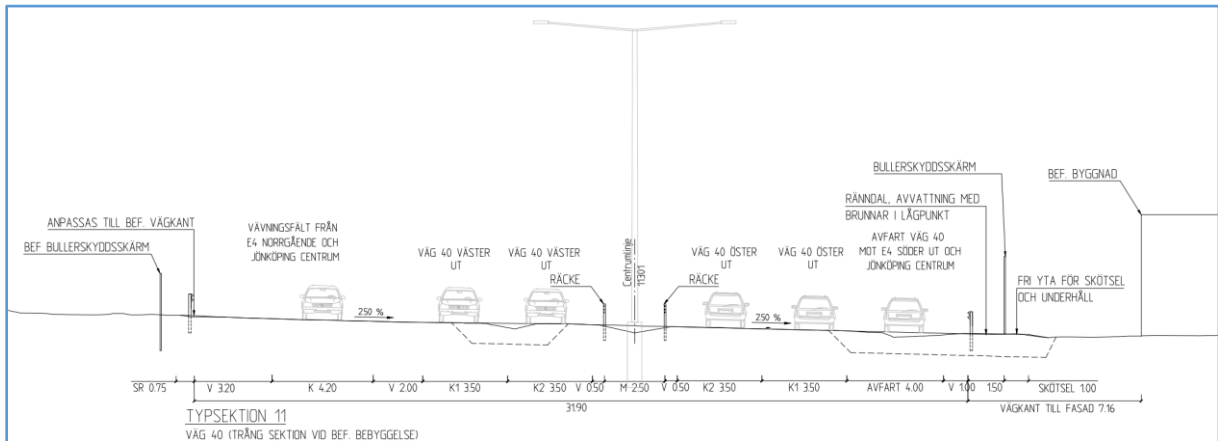 BULLERSKYDDSSKÄRM
BEF. BYGGNAD
RÄNNDAL, AVVATTNING MED
BRUNNAR I LÅGPUNKT
ANPASSAS TILL BEF. VÄGKANT
BEF BULLERSKYDDSSKÄRM
VÄVNINGSFÄLT FRÅN
E4 NORRGÅENDE OCH
JÖNKÖPING CENTRUM
VÄG 40 VÄSTER
UT
VÄG 40 VÄSTER
UT
RÄCKE
Centrumlinje
11301
RÄCKE
VÄG 40 ÖSTER
UT
VÄG 40 ÖSTER
UT
AVFART VÄG 40
MOT E4 SÖDER UT OCH
JÖNKÖPING CENTRUM
FRI YTA FÖR SKÖTSEL
OCH UNDERHÅLL
2.50 %
2.50 %
SR 0.75 V 3.20 K 4.20 V 2.00 K1 3.50 K2 3.50 V 0.50 M 2.50 V 0.50 K2 3.50 K1 3.50 AVFART 4.00 V 1.00 1.50 SKÖTSEL 1.00
31.90
VÄGKANT TILL FASAD 7.16
TYPSEKTION 11
VÄG 40 (TRÅNG SEKTION VID BEF. BEBYGGELSE)